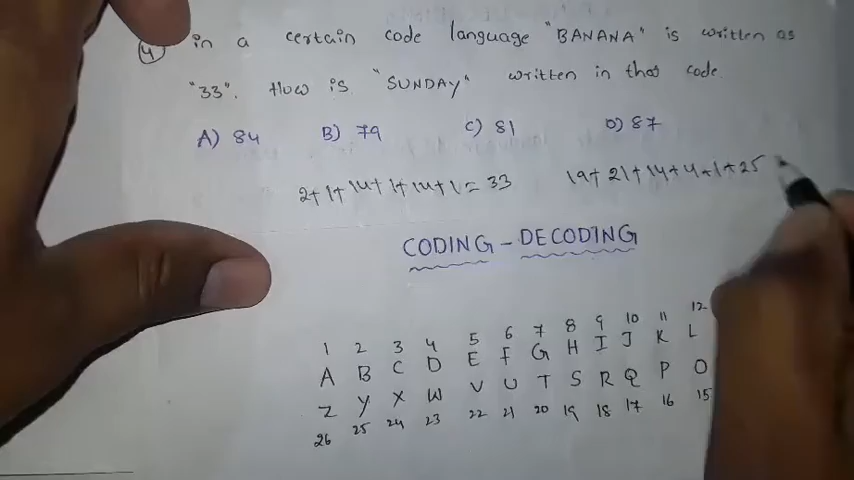 (4) in a certain code language "BANANA" is written as
"33". How is "SUNDAY" written in that code.
A) 84 B) 79 C) 81 D) 87
2+1+14+1+14+1=33 19+21+14+4+1+25
CODING-DECODING
1 2 3 4 5 6 7 8 9 10 11 12
A B C D E F G H I J K L
Z Y X W V U T S R Q P O
26 25 24 23 22 21 20 19 18 17 16 15